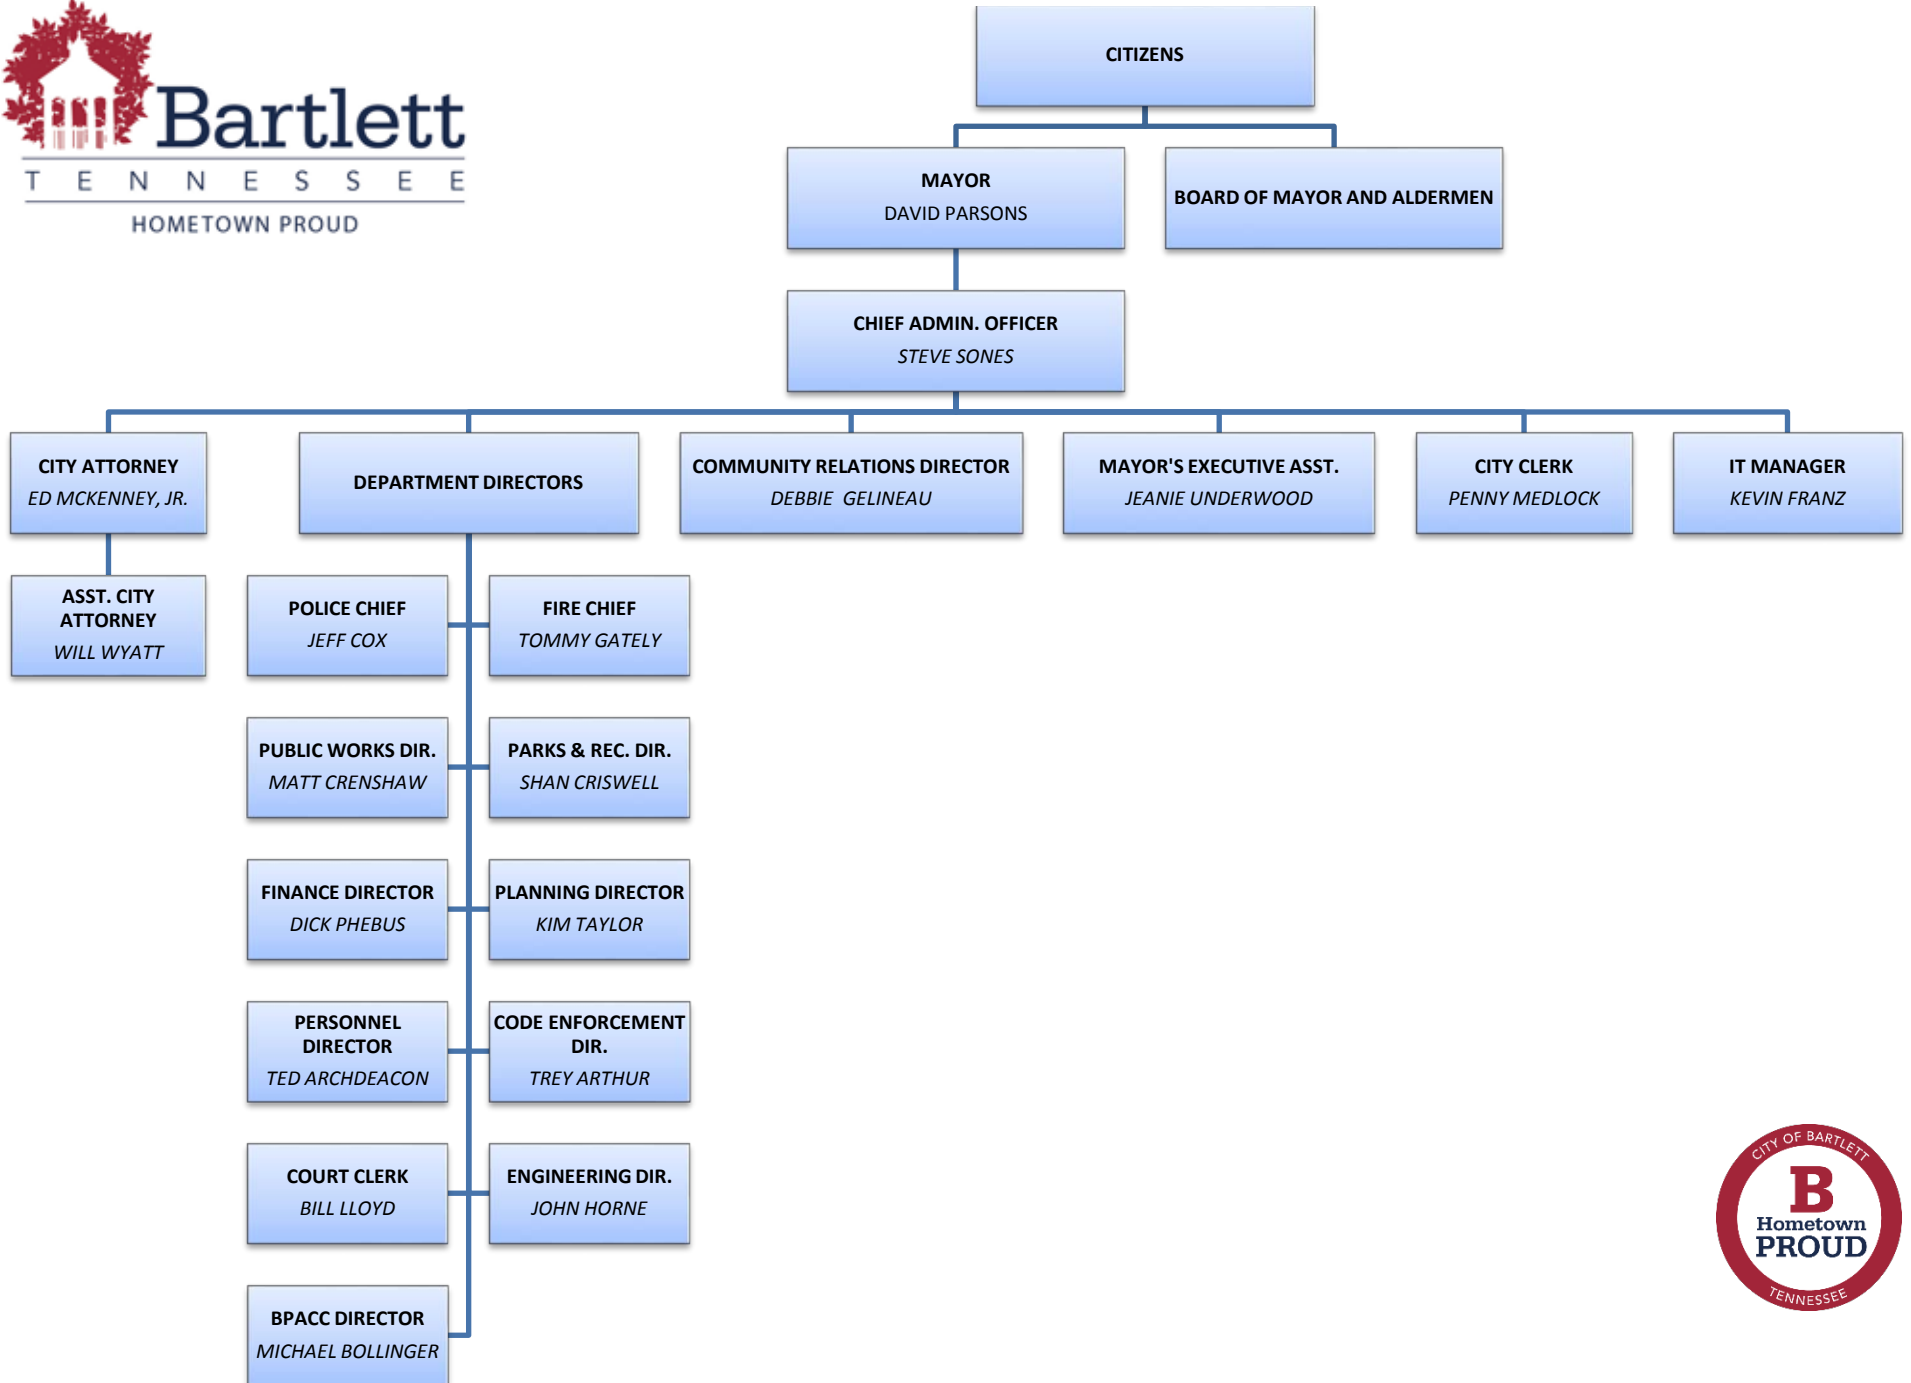 Bartlett
TENNESSEE
HOMETOWN PROUD
CITIZENS
MAYOR
DAVID PARSONS
BOARD OF MAYOR AND ALDERMEN
CHIEF ADMIN. OFFICER
STEVE SONES
CITY ATTORNEY
ED MCKENNEY, JR.
DEPARTMENT DIRECTORS
COMMUNITY RELATIONS DIRECTOR
DEBBIE GELINEAU
MAYOR'S EXECUTIVE ASST.
JEANIE UNDERWOOD
CITY CLERK
PENNY MEDLOCK
IT MANAGER
KEVIN FRANZ
ASST. CITY
ATTORNEY
WILL WYATT
POLICE CHIEF
JEFF COX
FIRE CHIEF
TOMMY GATELY
PUBLIC WORKS DIR.
MATT CRENSHAW
PARKS & REC. DIR.
SHAN CRISWELL
FINANCE DIRECTOR
DICK PHEBUS
PLANNING DIRECTOR
KIM TAYLOR
PERSONNEL
DIRECTOR
TED ARCHDEACON
CODE ENFORCEMENT
DIR.
TREY ARTHUR
COURT CLERK
BILL LLOYD
ENGINEERING DIR.
JOHN HORNE
BPACC DIRECTOR
MICHAEL BOLLINGER
CITY OF BARTLETT
B
Hometown
PROUD
TENNESSEE